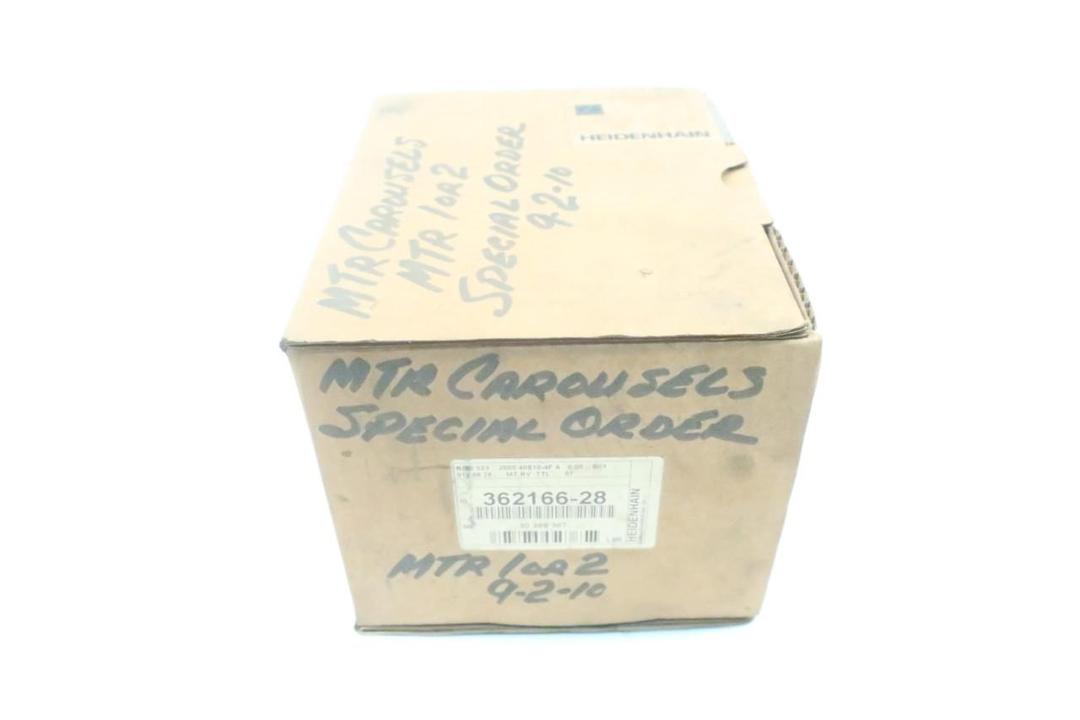 HEIDENHAIN
MTR CAROUSELS
MTR 1 OR 2
SPECIAL ORDER
9-2-10
MTR CAROUSELS
SPECIAL ORDER
TTL
362166-28
HEIDENHAIN
MTR 1 OR 2
9-2-10